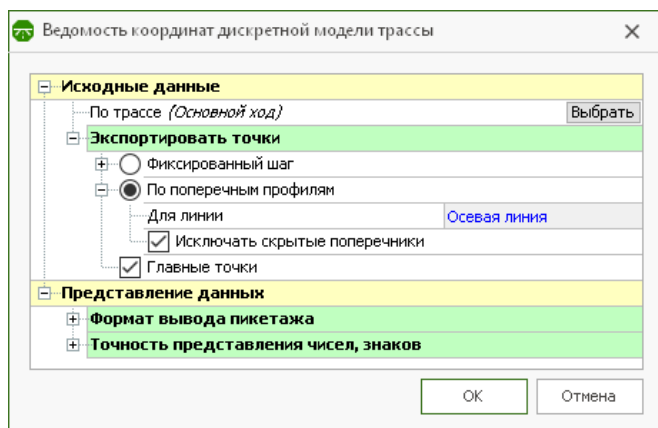 Ведомость координат дискретной модели трассы
Исходные данные
По трассе (Основной ход) Выбрать
Экспортировать точки
Фиксированный шаг
По поперечным профилям
Для линии Осевая линия
Исключать скрытые поперечники
Главные точки
Представление данных
Формат вывода пикетажа
Точность представления чисел, знаков
ОК Отмена